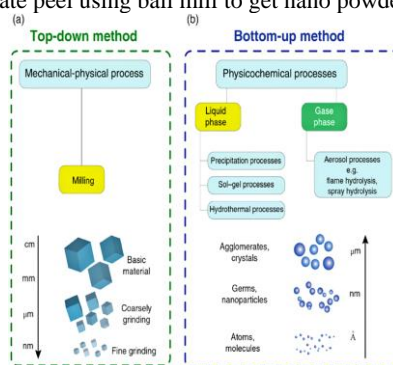 ate peel using ball mill to get nano powde
(a)
Top-down method
Mechanical-physical process
Milling
cm
mm
μm
nm
Basic
material
Coarsely
grinding
Fine grinding
(b)
Bottom-up method
Physicochemical processes
Liquid
phase
Gase
phase
Precipitation processes
Sol-gel processes
Hydrothermal processes
Aerosol processes
e.g.
flame hydrolysis,
spray hydrolysis
Agglomerates,
crystals
Germs,
nanoparticles
Atoms,
molecules
μm
nm
Å